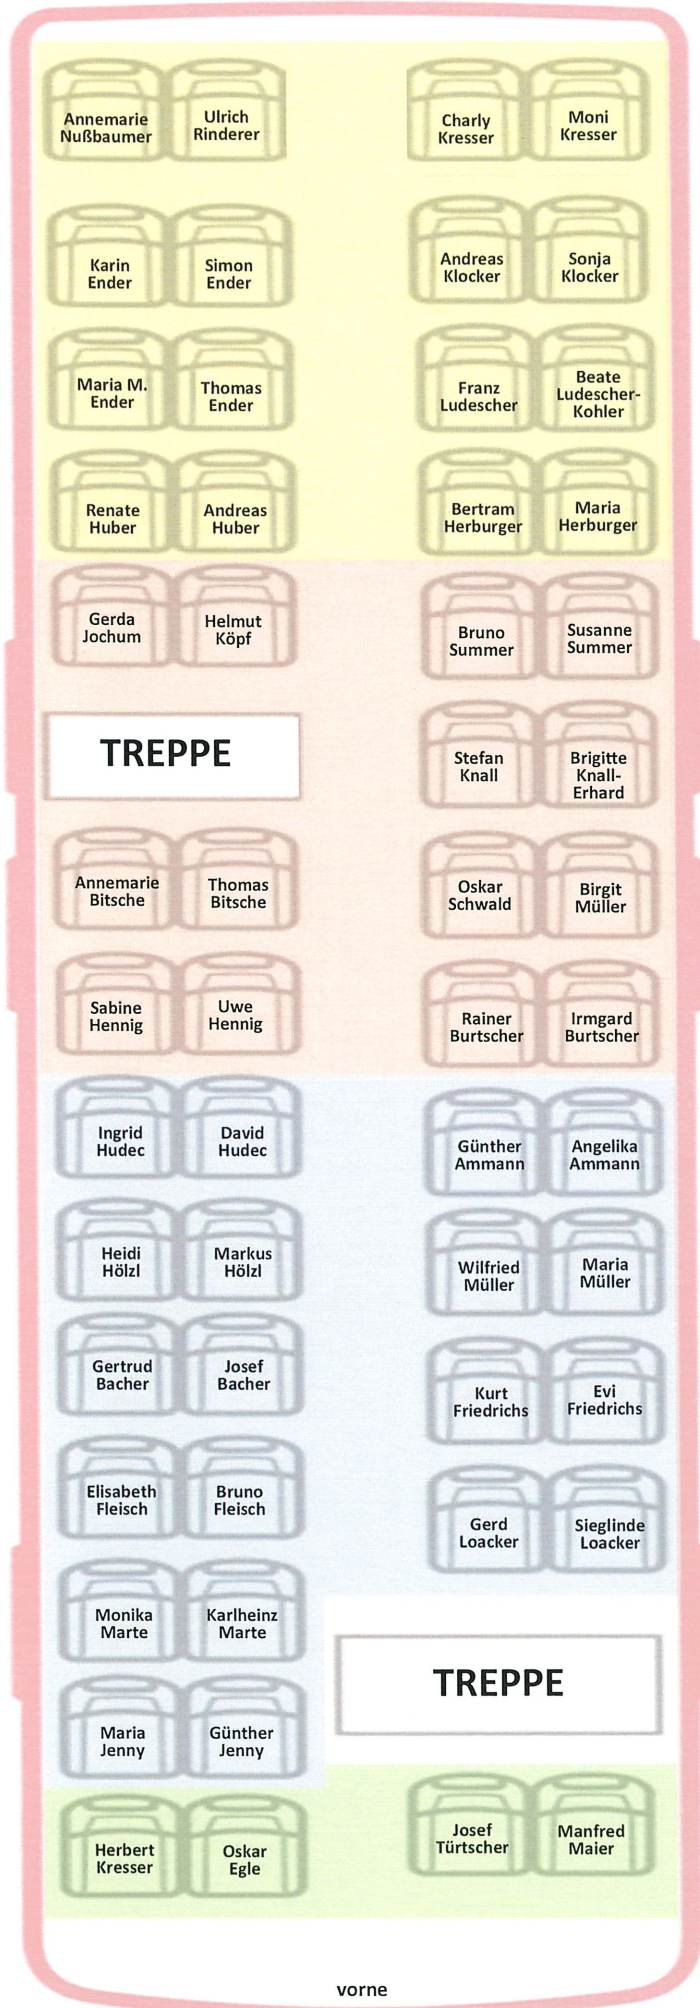 Annemarie
Nußbaumer
Ulrich
Rinderer
Charly
Kresser
Moni
Kresser
Karin
Ender
Simon
Ender
Andreas
Klocker
Sonja
Klocker
Maria M.
Ender
Thomas
Ender
Franz
Ludescher
Beate
Ludescher-
Kohler
Renate
Huber
Andreas
Huber
Bertram
Herburger
Maria
Herburger
Gerda
Jochum
Helmut
Köpf
Bruno
Summer
Susanne
Summer
TREPPE
Stefan
Knall
Brigitte
Knall-
Erhard
Annemarie
Bitsche
Thomas
Bitsche
Oskar
Schwald
Birgit
Müller
Sabine
Hennig
Uwe
Hennig
Rainer
Burtscher
Irmgard
Burtscher
Ingrid
Hudec
David
Hudec
Günther
Ammann
Angelika
Ammann
Heidi
Hölzl
Markus
Hölzl
Wilfried
Müller
Maria
Müller
Gertrud
Bacher
Josef
Bacher
Kurt
Friedrichs
Evi
Friedrichs
Elisabeth
Fleisch
Bruno
Fleisch
Gerd
Loacker
Sieglinde
Loacker
Monika
Marte
Karlheinz
Marte
TREPPE
Maria
Jenny
Günther
Jenny
Herbert
Kresser
Oskar
Egle
Josef
Türtscher
Manfred
Maier
vorne